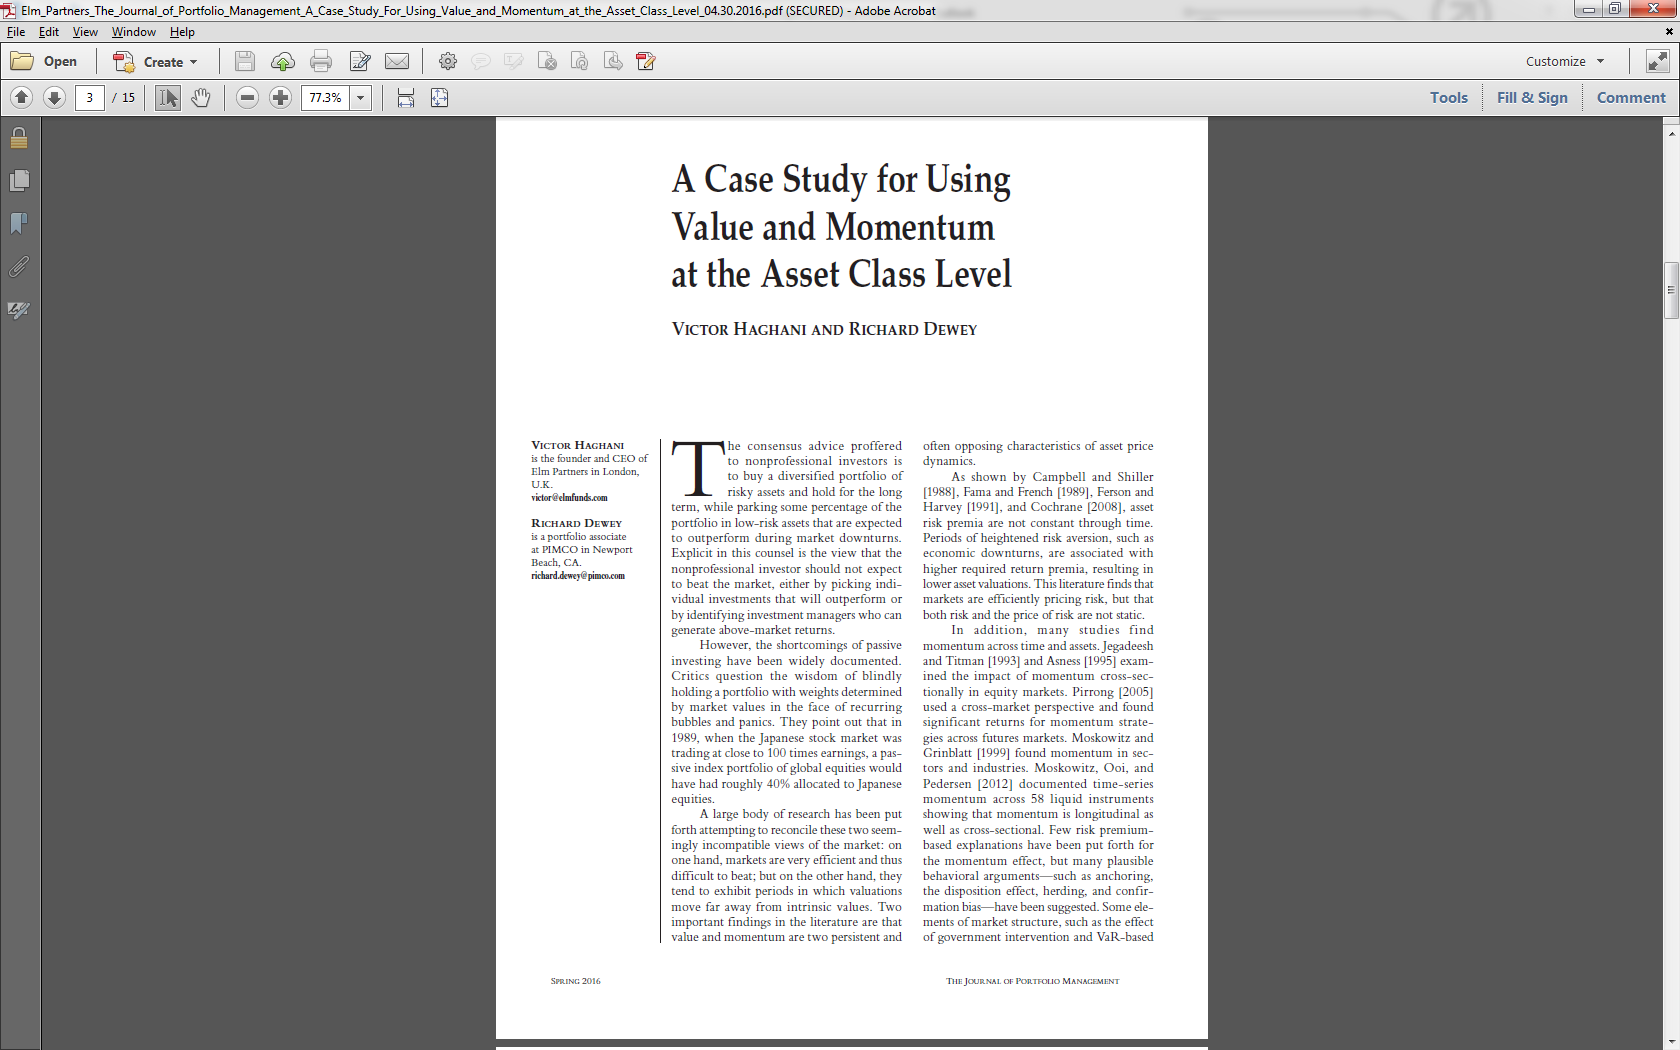 Elm_Partners_The_Journal_of_Portfolio_Management_A_Case_Study_For_Using_Value_and_Momentum_at_the_Asset_Class_Level_04.30.2016.pdf (SECURED) - Adobe Acrobat
File Edit View Window Help
Open Create Customize
3 / 15 77.3% Tools Fill & Sign Comment
A Case Study for Using
Value and Momentum
at the Asset Class Level
VICTOR HAGHANI AND RICHARD DEWEY
VICTOR HAGHANI
is the founder and CEO of
Elm Partners in London,
U.K.
victor@elmfunds.com
RICHARD DEWEY
is a portfolio associate
at PIMCO in Newport
Beach, CA.
richard.dewey@pimco.com
The consensus advice proffered
to nonprofessional investors is
to buy a diversified portfolio of
risky assets and hold for the long
term, while parking some percentage of the
portfolio in low-risk assets that are expected
to outperform during market downturns.
Explicit in this counsel is the view that the
nonprofessional investor should not expect
to beat the market, either by picking indi-
vidual investments that will outperform or
by identifying investment managers who can
generate above-market returns.
However, the shortcomings of passive
investing have been widely documented.
Critics question the wisdom of blindly
holding a portfolio with weights determined
by market values in the face of recurring
bubbles and panics. They point out that in
1989, when the Japanese stock market was
trading at close to 100 times earnings, a pas-
sive index portfolio of global equities would
have had roughly 40% allocated to Japanese
equities.
A large body of research has been put
forth attempting to reconcile these two seem-
ingly incompatible views of the market: on
one hand, markets are very efficient and thus
difficult to beat; but on the other hand, they
tend to exhibit periods in which valuations
move far away from intrinsic values. Two
important findings in the literature are that
value and momentum are two persistent and
often opposing characteristics of asset price
dynamics.
As shown by Campbell and Shiller
[1988], Fama and French [1989], Ferson and
Harvey [1991], and Cochrane [2008], asset
risk premia are not constant through time.
Periods of heightened risk aversion, such as
economic downturns, are associated with
higher required return premia, resulting in
lower asset valuations. This literature finds that
markets are efficiently pricing risk, but that
both risk and the price of risk are not static.
In addition, many studies find
momentum across time and assets. Jegadeesh
and Titman [1993] and Asness [1995] exam-
ined the impact of momentum cross-sec-
tionally in equity markets. Pirrong [2005]
used a cross-market perspective and found
significant returns for momentum strate-
gies across futures markets. Moskowitz and
Grinblatt [1999] found momentum in sec-
tors and industries. Moskowitz, Ooi, and
Pedersen [2012] documented time-series
momentum across 58 liquid instruments
showing that momentum is longitudinal as
well as cross-sectional. Few risk premium-
based explanations have been put forth for
the momentum effect, but many plausible
behavioral arguments—such as anchoring,
the disposition effect, herding, and confir-
mation bias—have been suggested. Some ele-
ments of market structure, such as the effect
of government intervention and VaR-based
SPRING 2016
THE JOURNAL OF PORTFOLIO MANAGEMENT